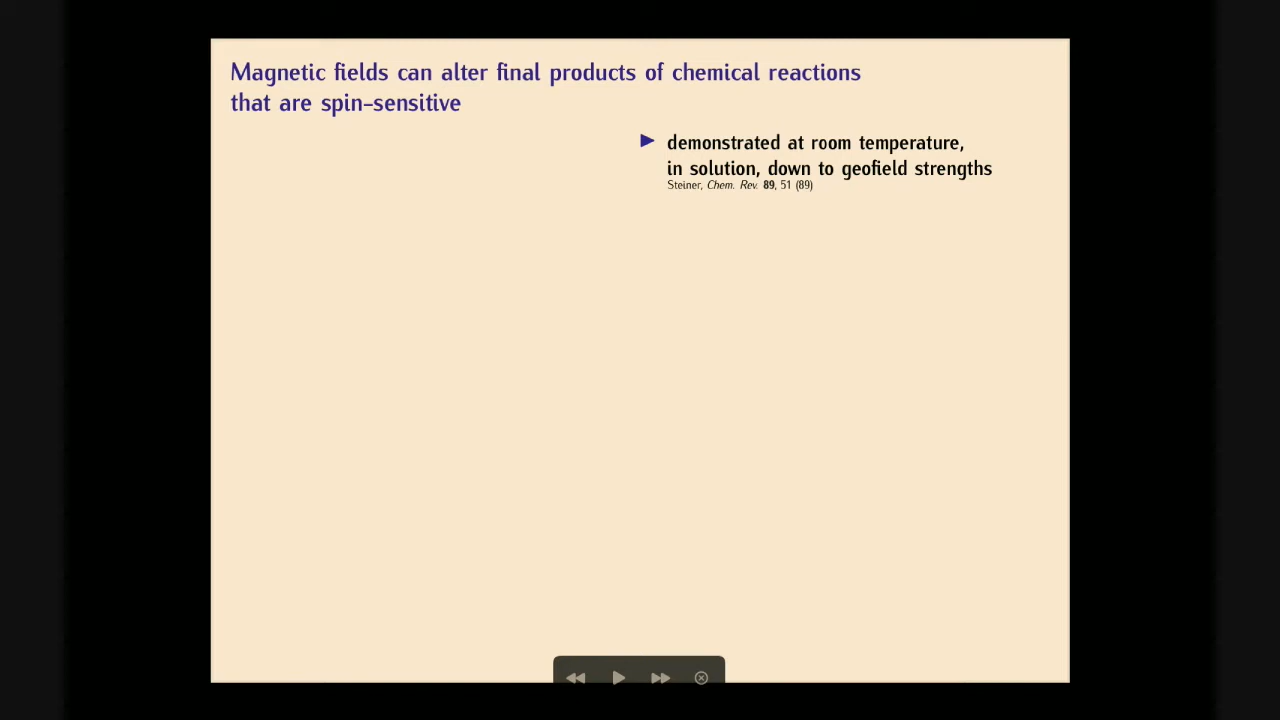 Magnetic fields can alter final products of chemical reactions
that are spin-sensitive
demonstrated at room temperature,
in solution, down to geofield strengths
Steiner, Chem. Rev. 89, 51 (89)